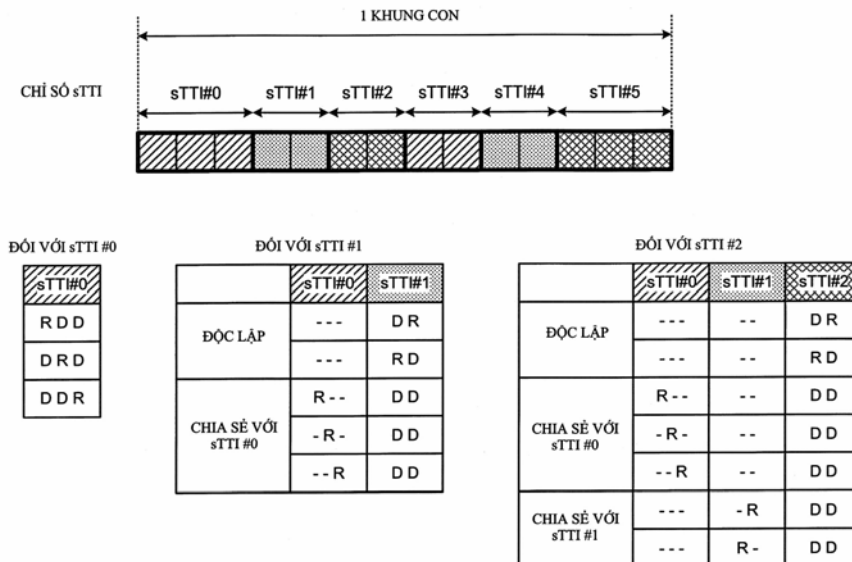 1 KHUNG CON
CHỈ SỐ sTTI
sTTI#0 sTTI#1 sTTI#2 sTTI#3 sTTI#4 sTTI#5
ĐỐI VỚI sTTI #0
sTTI#0
R D D
D R D
D D R
ĐỐI VỚI sTTI #1
sTTI#0 sTTI#1
ĐỘC LẬP
- - - D R
- - - R D
CHIA SẺ VỚI
sTTI #0
R - - D D
- R - D D
- - R D D
ĐỐI VỚI sTTI #2
sTTI#0 sTTI#1 sTTI#2
ĐỘC LẬP
- - - - - D R
- - - - - R D
CHIA SẺ VỚI
sTTI #0
R - - - - D D
- R - - - D D
- - R - - D D
CHIA SẺ VỚI
sTTI #1
- - - - R D D
- - - R - D D